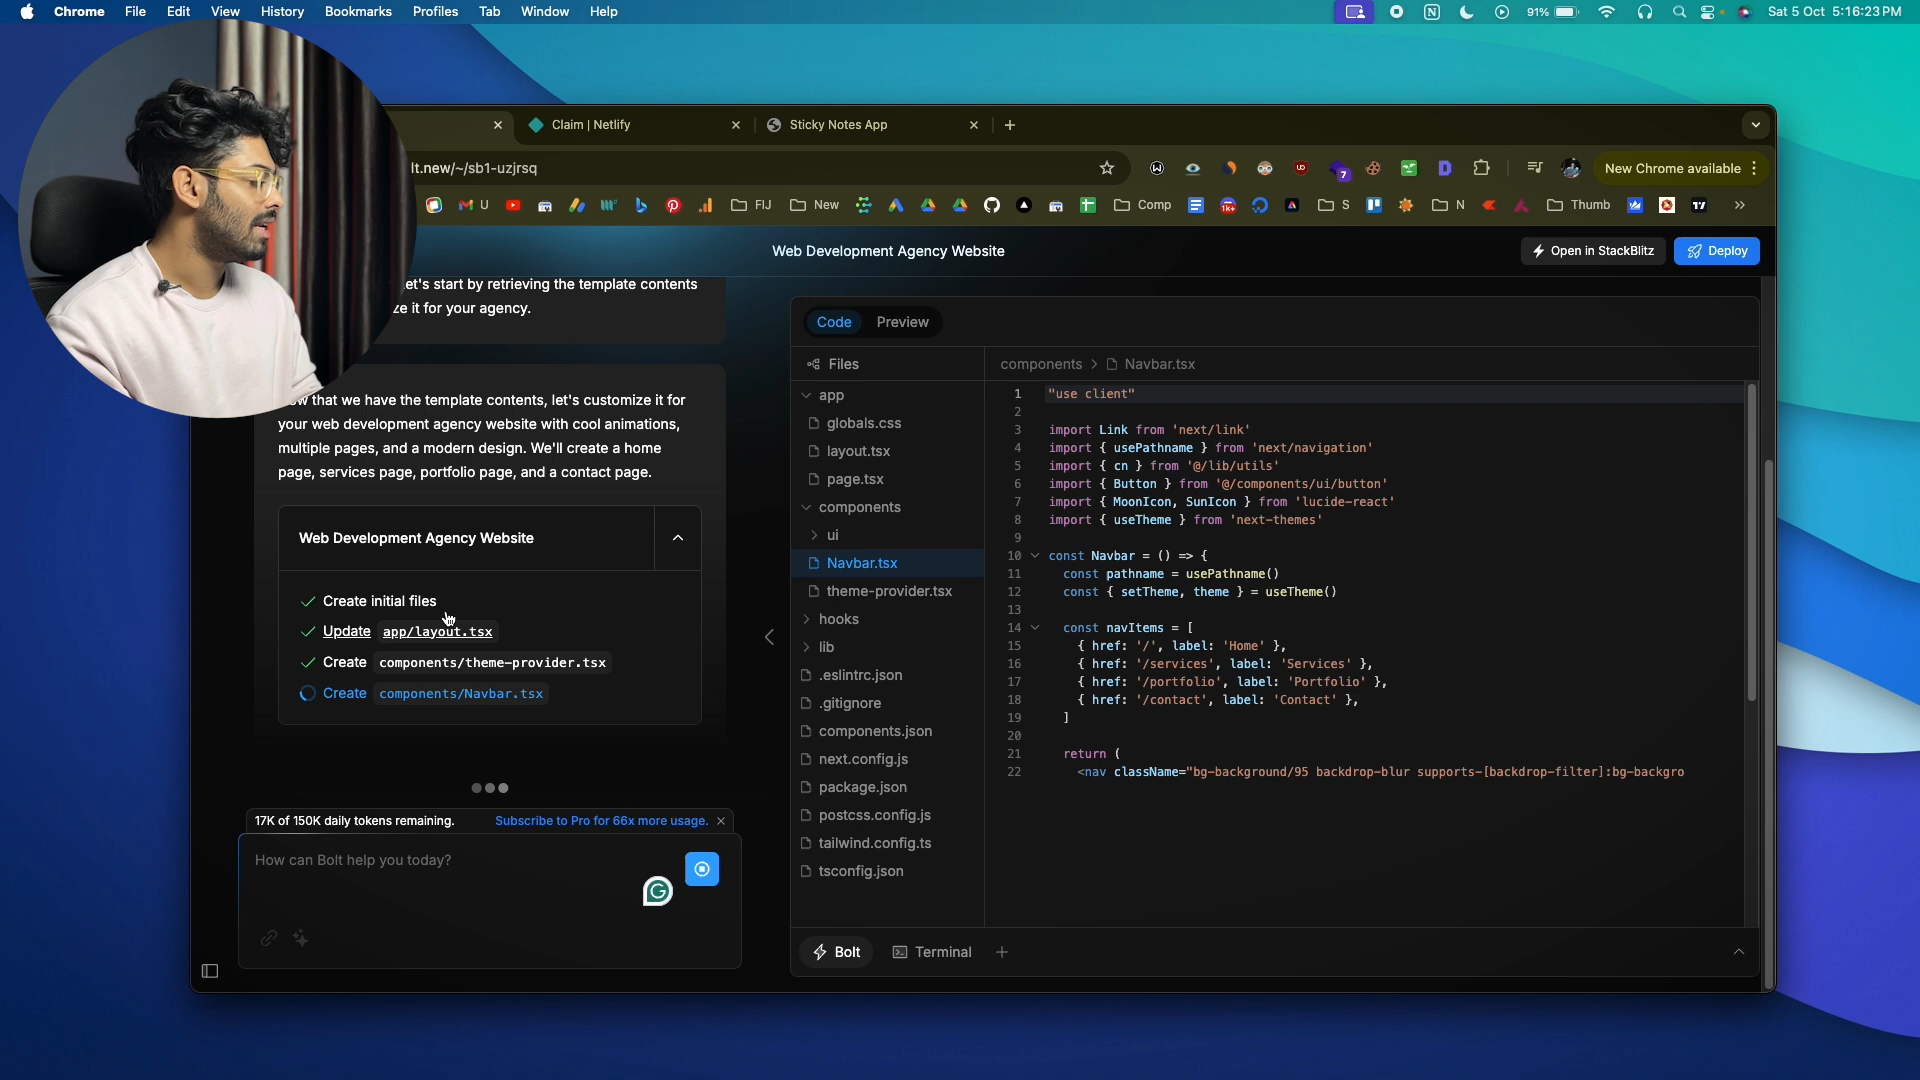 Chrome File Edit View History Bookmarks Profiles Tab Window Help
91% Sat 5 Oct 5:16:23 PM
Claim | Netlify
Sticky Notes App
lt.new/~/sb1-uzjrsq
7
New Chrome available
U
FIJ
New
Comp
1k+
S
N
Thumb
Web Development Agency Website
Open in StackBlitz
Deploy
et's start by retrieving the template contents
ze it for your agency.
that we have the template contents, let's customize it for
your web development agency website with cool animations,
multiple pages, and a modern design. We'll create a home
page, services page, portfolio page, and a contact page.
Web Development Agency Website
Create initial files
Update app/layout.tsx
Create components/theme-provider.tsx
Create components/Navbar.tsx
17K of 150K daily tokens remaining. Subscribe to Pro for 66x more usage.
How can Bolt help you today?
Code Preview
Files
app
globals.css
layout.tsx
page.tsx
components
ui
Navbar.tsx
theme-provider.tsx
hooks
lib
.eslintrc.json
.gitignore
components.json
next.config.js
package.json
postcss.config.js
tailwind.config.ts
tsconfig.json
components > Navbar.tsx
1 "use client"
2
3 import Link from 'next/link'
4 import { usePathname } from 'next/navigation'
5 import { cn } from '@/lib/utils'
6 import { Button } from '@/components/ui/button'
7 import { MoonIcon, SunIcon } from 'lucide-react'
8 import { useTheme } from 'next-themes'
9
10 const Navbar = () => {
11 const pathname = usePathname()
12 const { setTheme, theme } = useTheme()
13
14 const navItems = [
15 { href: '/', label: 'Home' },
16 { href: '/services', label: 'Services' },
17 { href: '/portfolio', label: 'Portfolio' },
18 { href: '/contact', label: 'Contact' },
19 ]
20
21 return (
22 <nav className="bg-background/95 backdrop-blur supports-[backdrop-filter]:bg-backgro
Bolt
Terminal